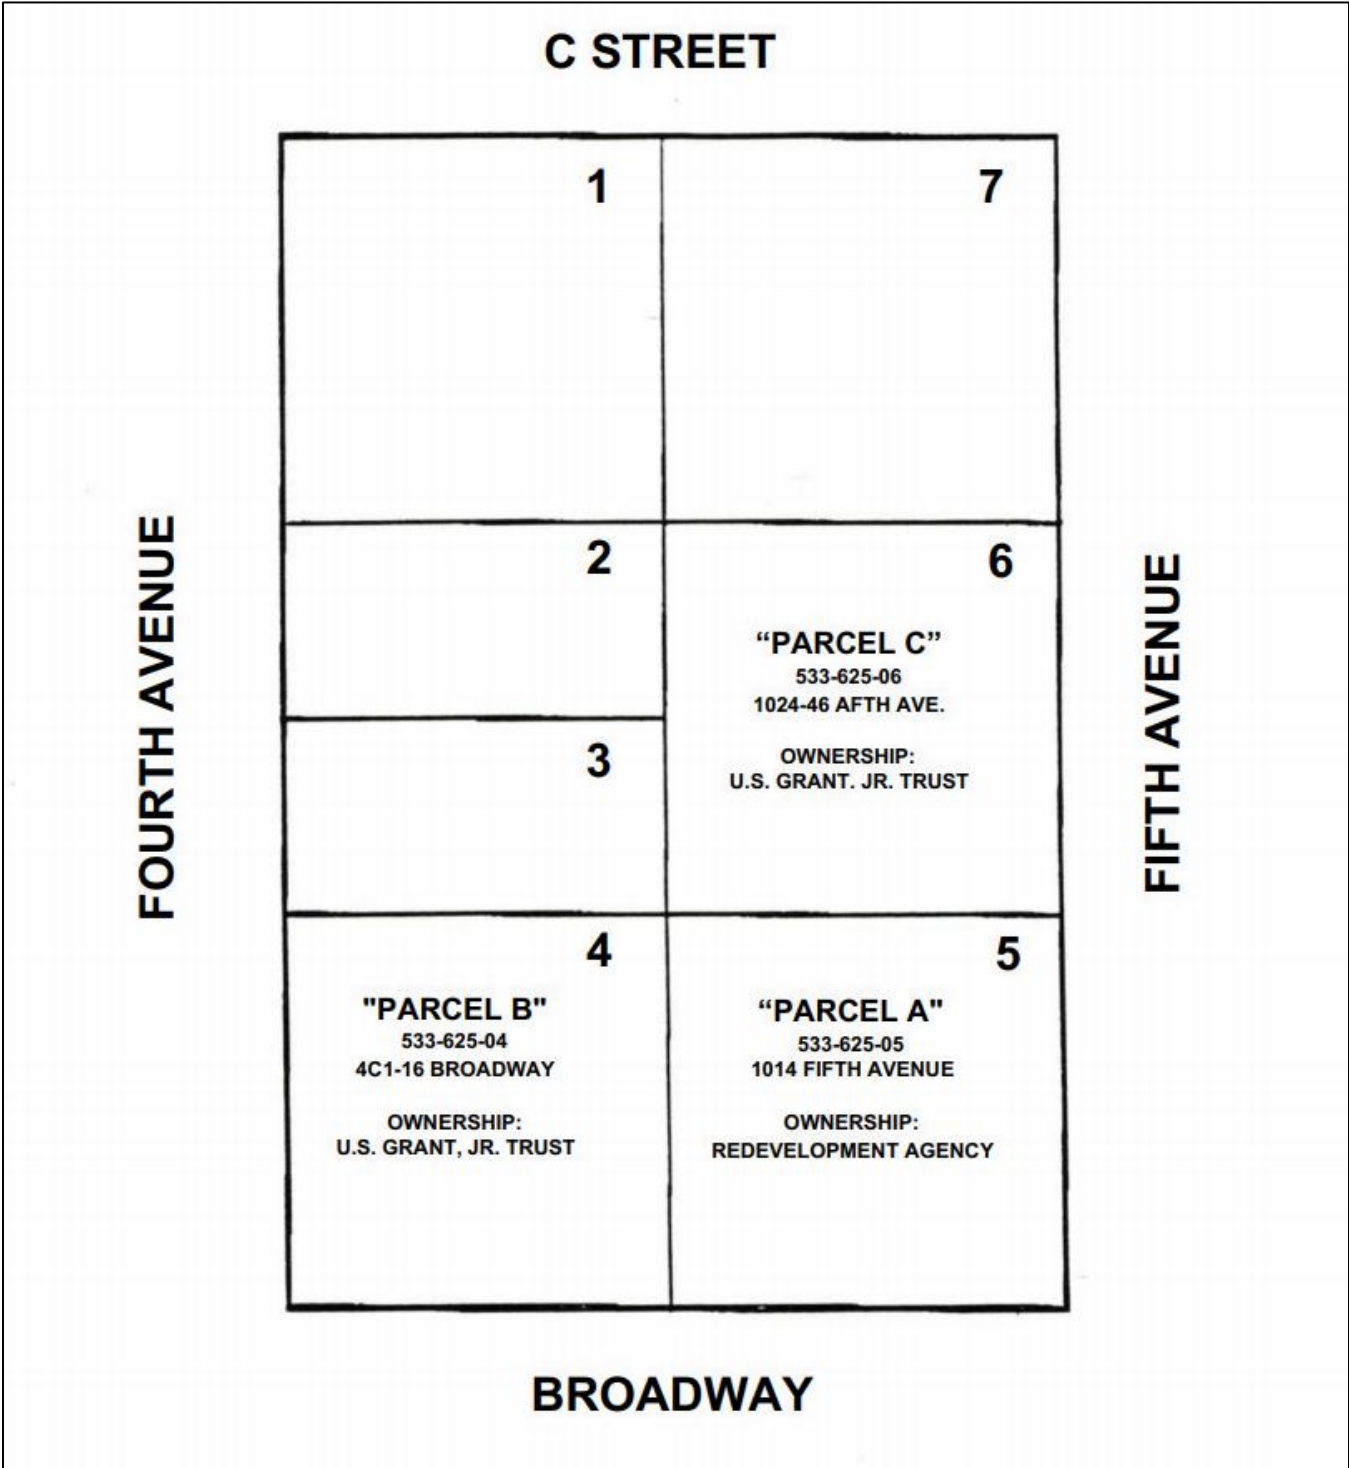 C STREET
1
7
FOURTH AVENUE
2
6
“PARCEL C”
533-625-06
1024-46 AFTH AVE.
OWNERSHIP:
U.S. GRANT. JR. TRUST
FIFTH AVENUE
3
4
"PARCEL B"
533-625-04
4C1-16 BROADWAY
OWNERSHIP:
U.S. GRANT, JR. TRUST
5
“PARCEL A"
533-625-05
1014 FIFTH AVENUE
OWNERSHIP:
REDEVELOPMENT AGENCY
BROADWAY